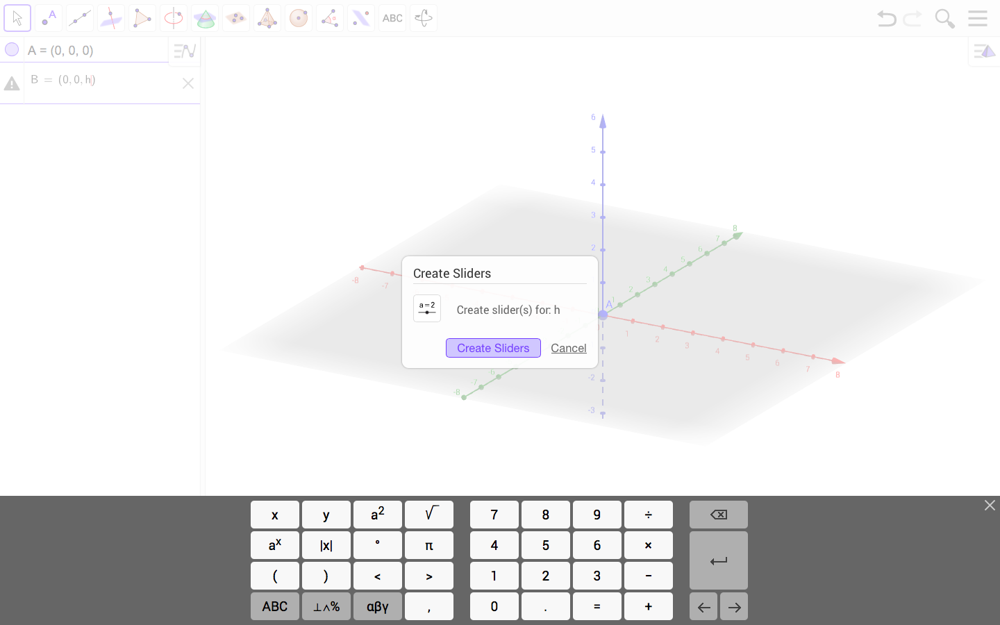 A
ABC
A = (0, 0, 0)
B = (0, 0, h)
6
5
4
3
2
8
7
6
5
4
3
2
1
A
-8
-7
1
2
3
4
5
6
7
8
-2
-3
6
-7
-8
Create Sliders
a=2
Create slider(s) for: h
Create Sliders
Cancel
x y a² √ 7 8 9 ÷
aˣ |x| ° π 4 5 6 ×
( ) < > 1 2 3 −
ABC ⊥∧% αβγ , 0 . = +